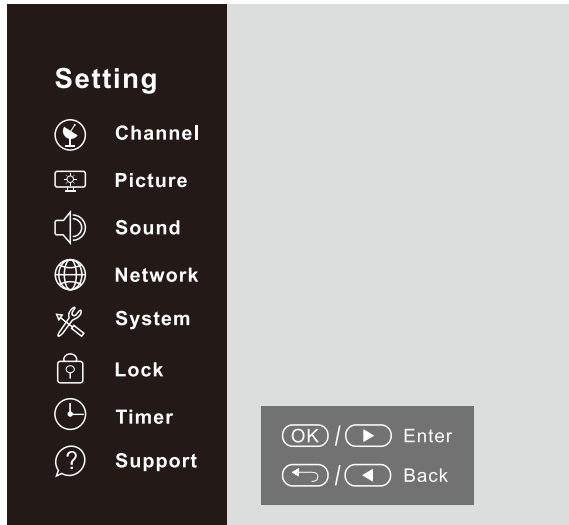 Setting
Channel
Picture
Sound
Network
System
Lock
? Support
Timer
OK / Enter
/ Back